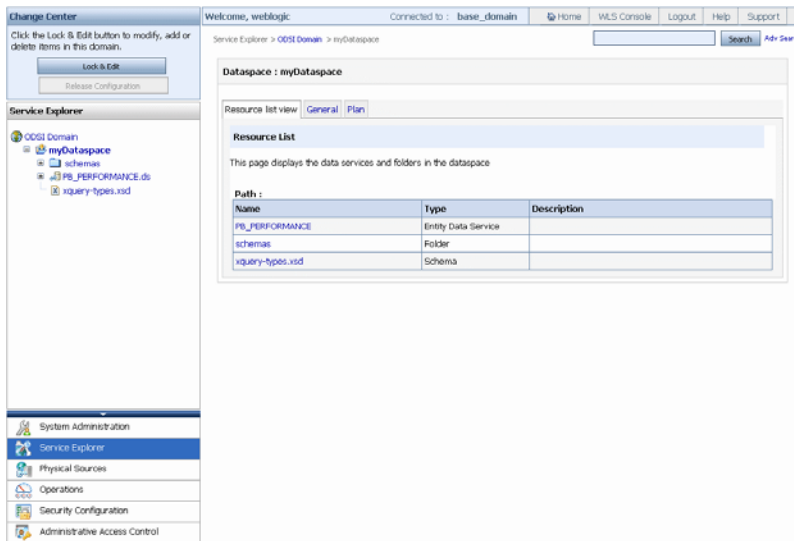 Change Center
Click the Lock & Edit button to modify, add or
delete items in this domain.
Lock & Edit
Release Configuration
Service Explorer
ODSI Domain
myDataspace
schemas
PB_PERFORMANCE.ds
xquery-types.xsd
System Administration
Service Explorer
Physical Sources
Operations
Security Configuration
Administrative Access Control
Welcome, weblogic
Connected to : base_domain
Home
WLS Console
Logout
Help
Support
Service Explorer > ODSI Domain > myDataspace
Search
Adv Sear
Dataspace : myDataspace
Resource list view General Plan
Resource List
This page displays the data services and folders in the dataspace
Path :
Name Type Description
PB_PERFORMANCE Entity Data Service
schemas Folder
xquery-types.xsd Schema